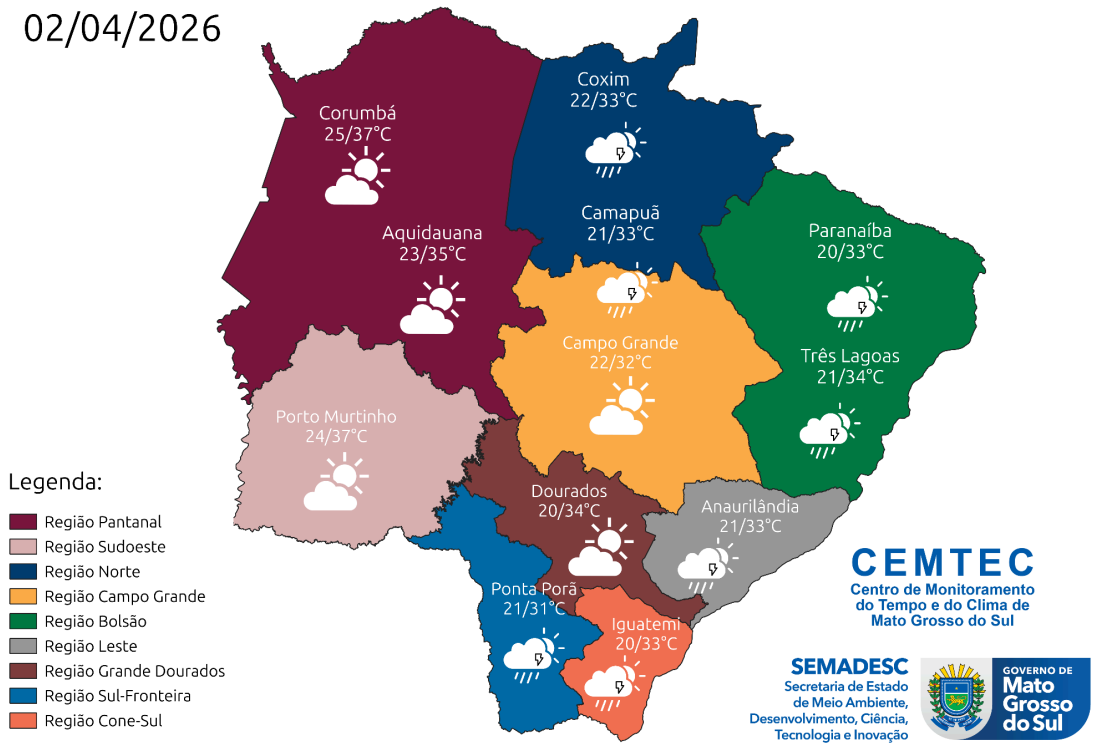 02/04/2026
Coxim
22/33°C
Corumbá
25/37°C
Camapuã
21/33°C
Aquidauana
23/35°C
Paranaíba
20/33°C
Campo Grande
22/32°C
Três Lagoas
21/34°C
Porto Murtinho
24/37°C
Dourados
20/34°C
Anaurilândia
21/33°C
Ponta Porã
21/31°C
Iguatemi
20/33°C
Legenda:
Região Pantanal
Região Sudoeste
Região Norte
Região Campo Grande
Região Bolsão
Região Leste
Região Grande Dourados
Região Sul-Fronteira
Região Cone-Sul
CEMTEC
Centro de Monitoramento
do Tempo e do Clima de
Mato Grosso do Sul
SEMADESC
Secretaria de Estado
de Meio Ambiente,
Desenvolvimento, Ciência,
Tecnologia e Inovação
GOVERNO DE
Mato
Grosso
do Sul